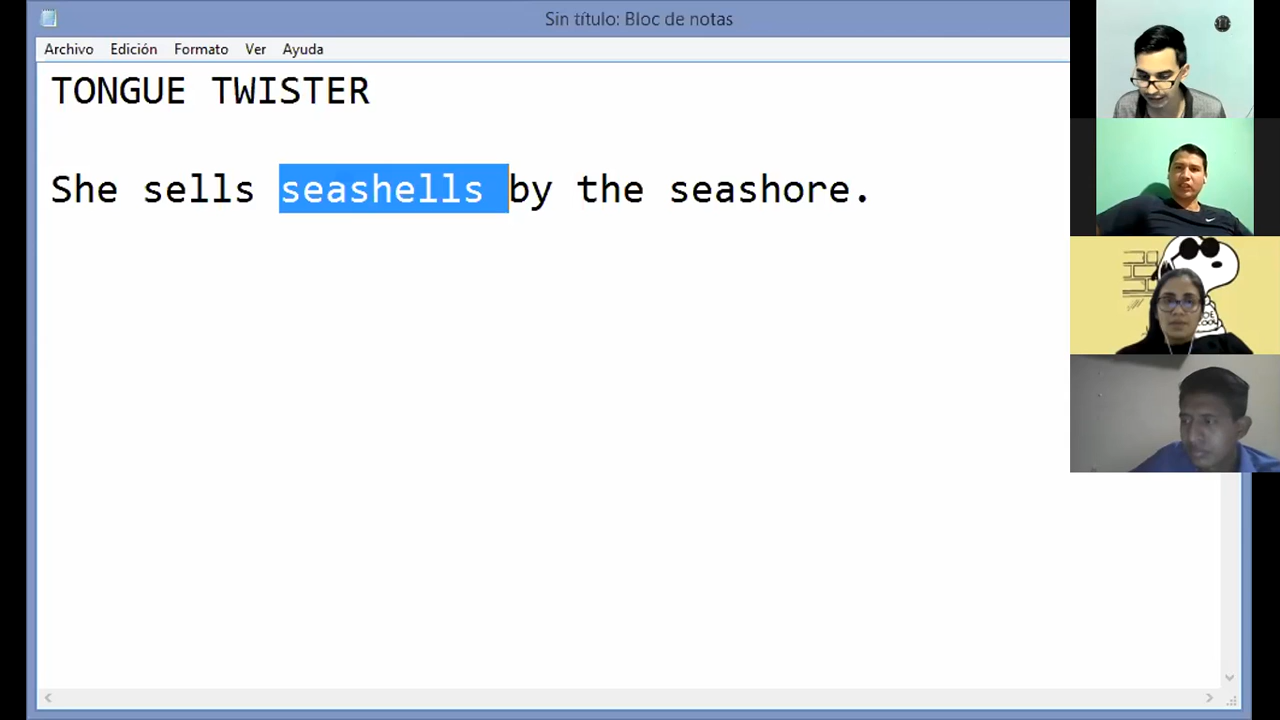 Sin título: Bloc de notas
Archivo Edición Formato Ver Ayuda
TONGUE TWISTER
She sells seashells by the seashore.